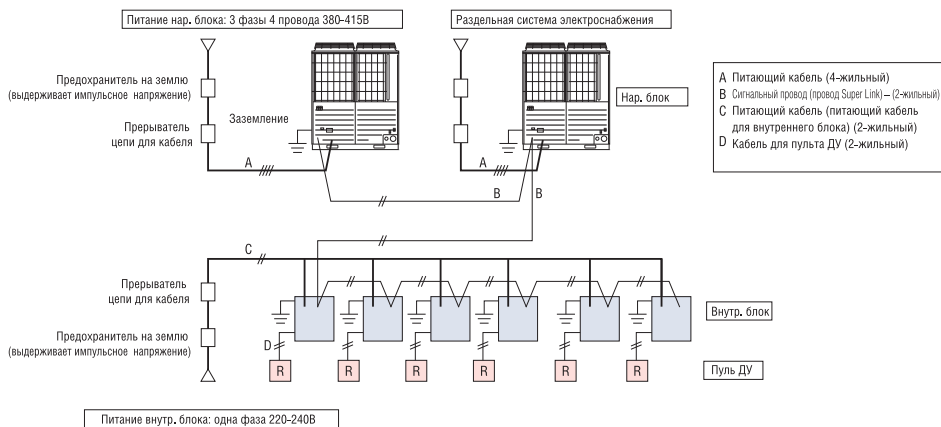 Питание нар. блока: 3 фазы 4 провода 380-415В
Раздельная система электроснабжения
Предохранитель на землю
(выдерживает импульсное напряжение)
Прерыватель
цепи для кабеля
Заземление
Нар. блок
A Питающий кабель (4-жильный)
B Сигнальный провод (провод Super Link) – (2-жильный)
C Питающий кабель (питающий кабель
для внутреннего блока) (2-жильный)
D Кабель для пульта ДУ (2-жильный)
A
A
B
B
C
Прерыватель
цепи для кабеля
Предохранитель на землю
(выдерживает импульсное напряжение)
Внутр. блок
D
R
R
R
R
R
R
Пуль ДУ
Питание внутр. блока: одна фаза 220-240В